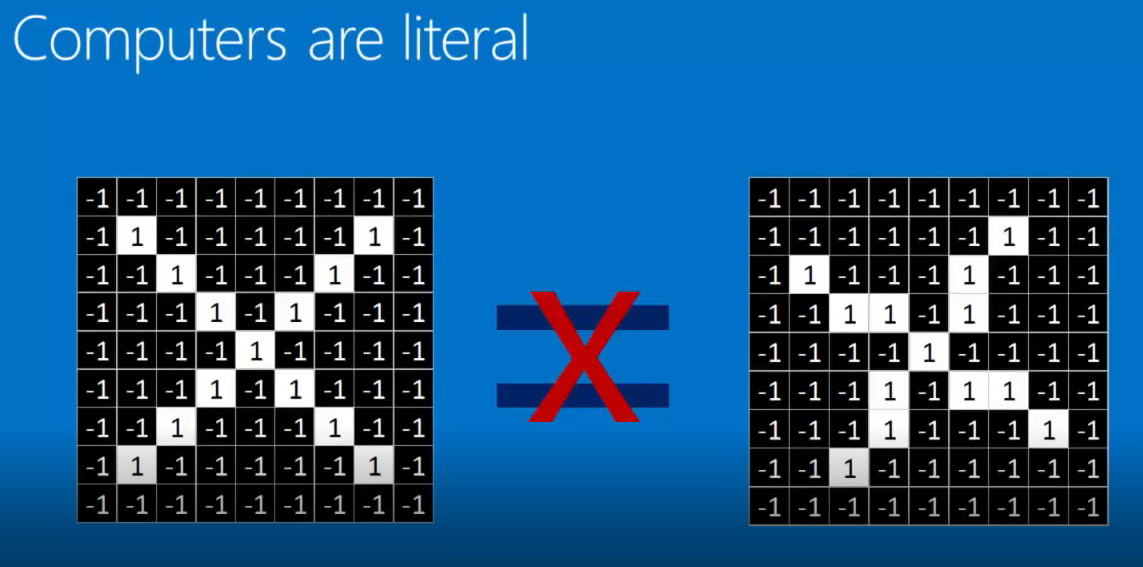 Computers are literal
-1 -1 -1 -1 -1 -1 -1 -1 -1
-1 1 -1 -1 -1 -1 -1 1 -1
-1 -1 1 -1 -1 -1 1 -1 -1
-1 -1 -1 1 -1 1 -1 -1 -1
-1 -1 -1 -1 1 -1 -1 -1 -1
-1 -1 -1 1 -1 1 -1 -1 -1
-1 -1 1 -1 -1 -1 1 -1 -1
-1 1 -1 -1 -1 -1 -1 1 -1
-1 -1 -1 -1 -1 -1 -1 -1 -1
X
-1 -1 -1 -1 -1 -1 -1 -1 -1
-1 -1 -1 -1 -1 -1 1 -1 -1
-1 1 -1 -1 -1 1 -1 -1 -1
-1 -1 1 1 -1 1 -1 -1 -1
-1 -1 -1 -1 1 -1 -1 -1 -1
-1 -1 -1 1 -1 1 1 -1 -1
-1 -1 -1 1 -1 -1 -1 1 -1
-1 -1 1 -1 -1 -1 -1 -1 -1
-1 -1 -1 -1 -1 -1 -1 -1 -1